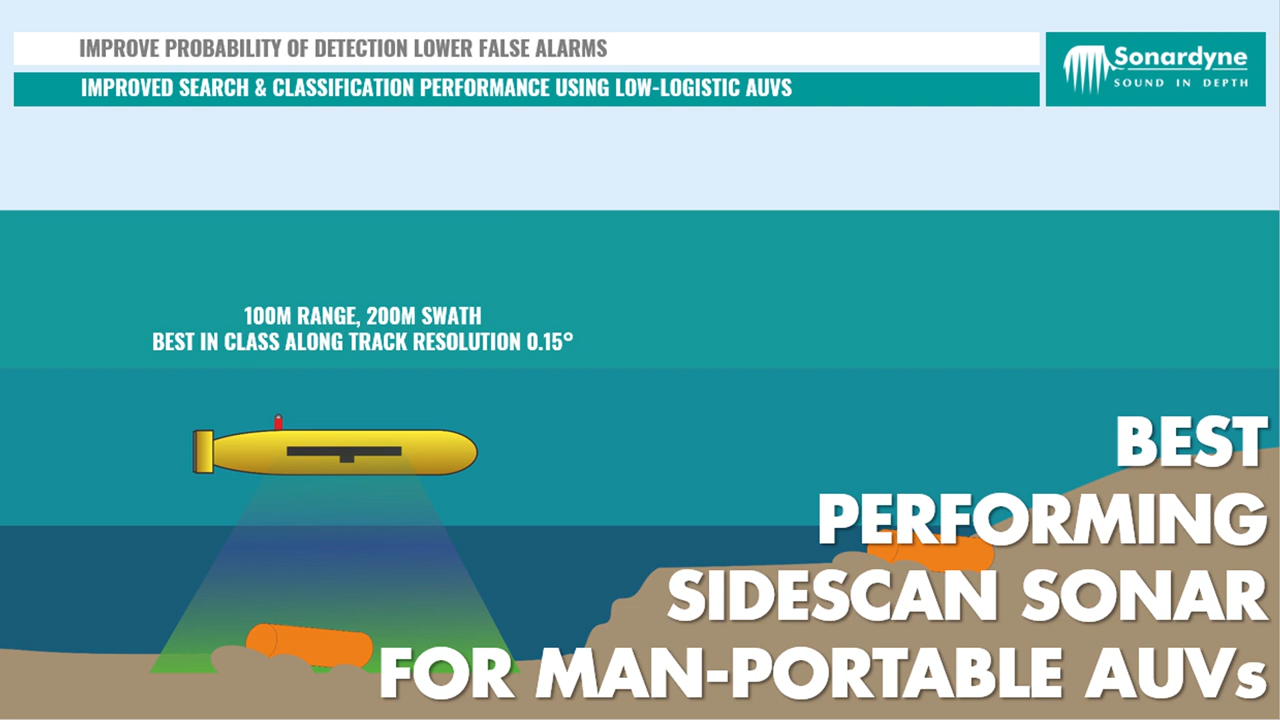 IMPROVE PROBABILITY OF DETECTION LOWER FALSE ALARMS
IMPROVED SEARCH & CLASSIFICATION PERFORMANCE USING LOW-LOGISTIC AUVS
Sonardyne
SOUND IN DEPTH
100M RANGE, 200M SWATH
BEST IN CLASS ALONG TRACK RESOLUTION 0.15°
BEST
PERFORMING
SIDESCAN SONAR
FOR MAN-PORTABLE AUVs